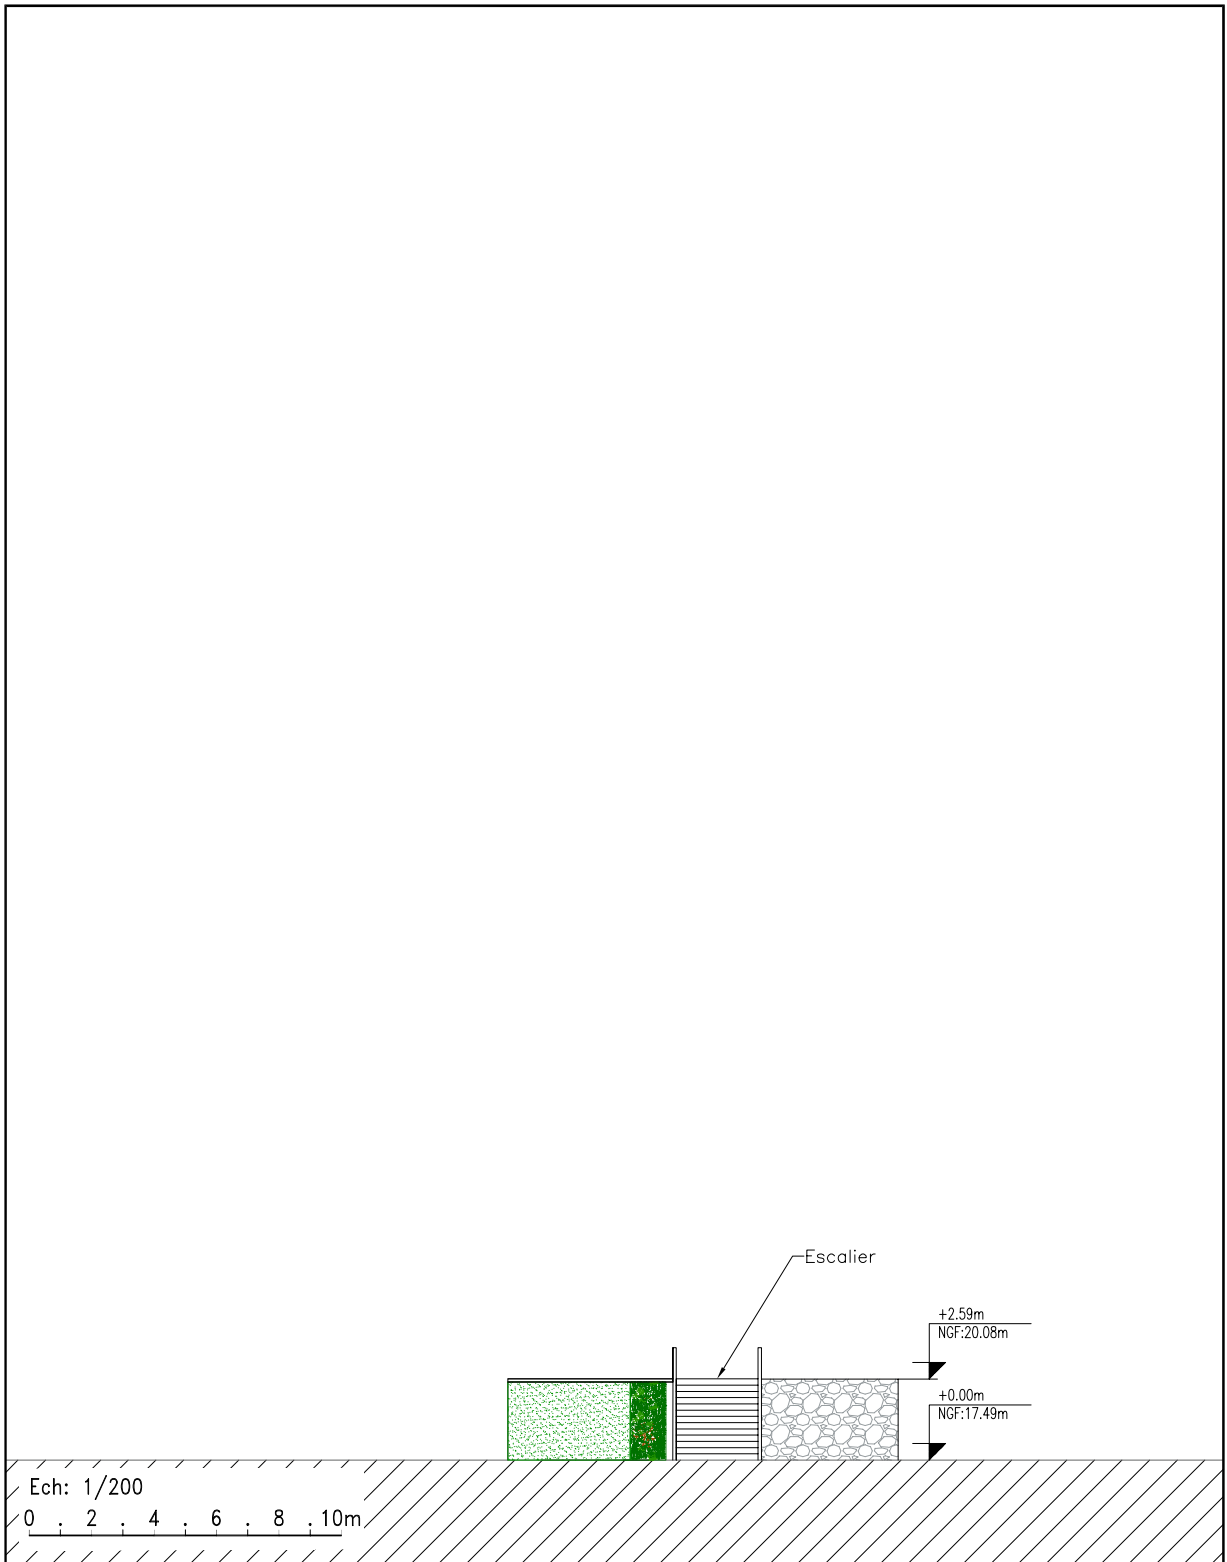 Escalier
+2.59m
NGF:20.08m
+0.00m
NGF:17.49m
Ech: 1/200
0 . 2 . 4 . 6 . 8 . 10m